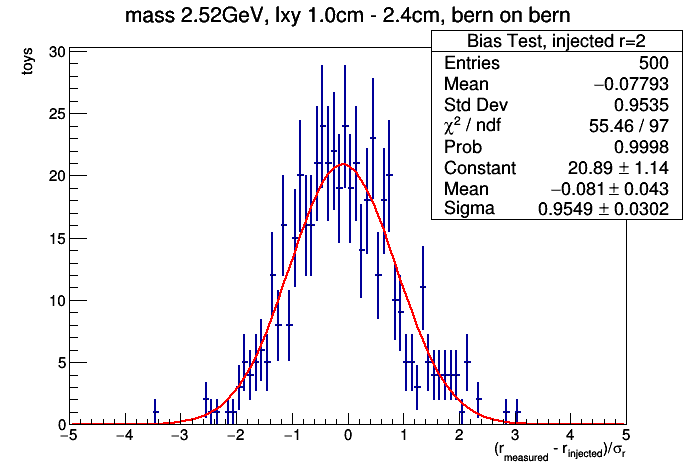 mass 2.52GeV, lxy 1.0cm - 2.4cm, bern on bern
Bias Test, injected r=2
Entries 500
Mean −0.07793
Std Dev 0.9535
χ² / ndf 55.46 / 97
Prob 0.9998
Constant 20.89 ± 1.14
Mean −0.081 ± 0.043
Sigma 0.9549 ± 0.0302
toys
30
25
20
15
10
5
0
−5 −4 −3 −2 −1 0 1 2 3 4 5
(r_measured - r_injected)/σ_r